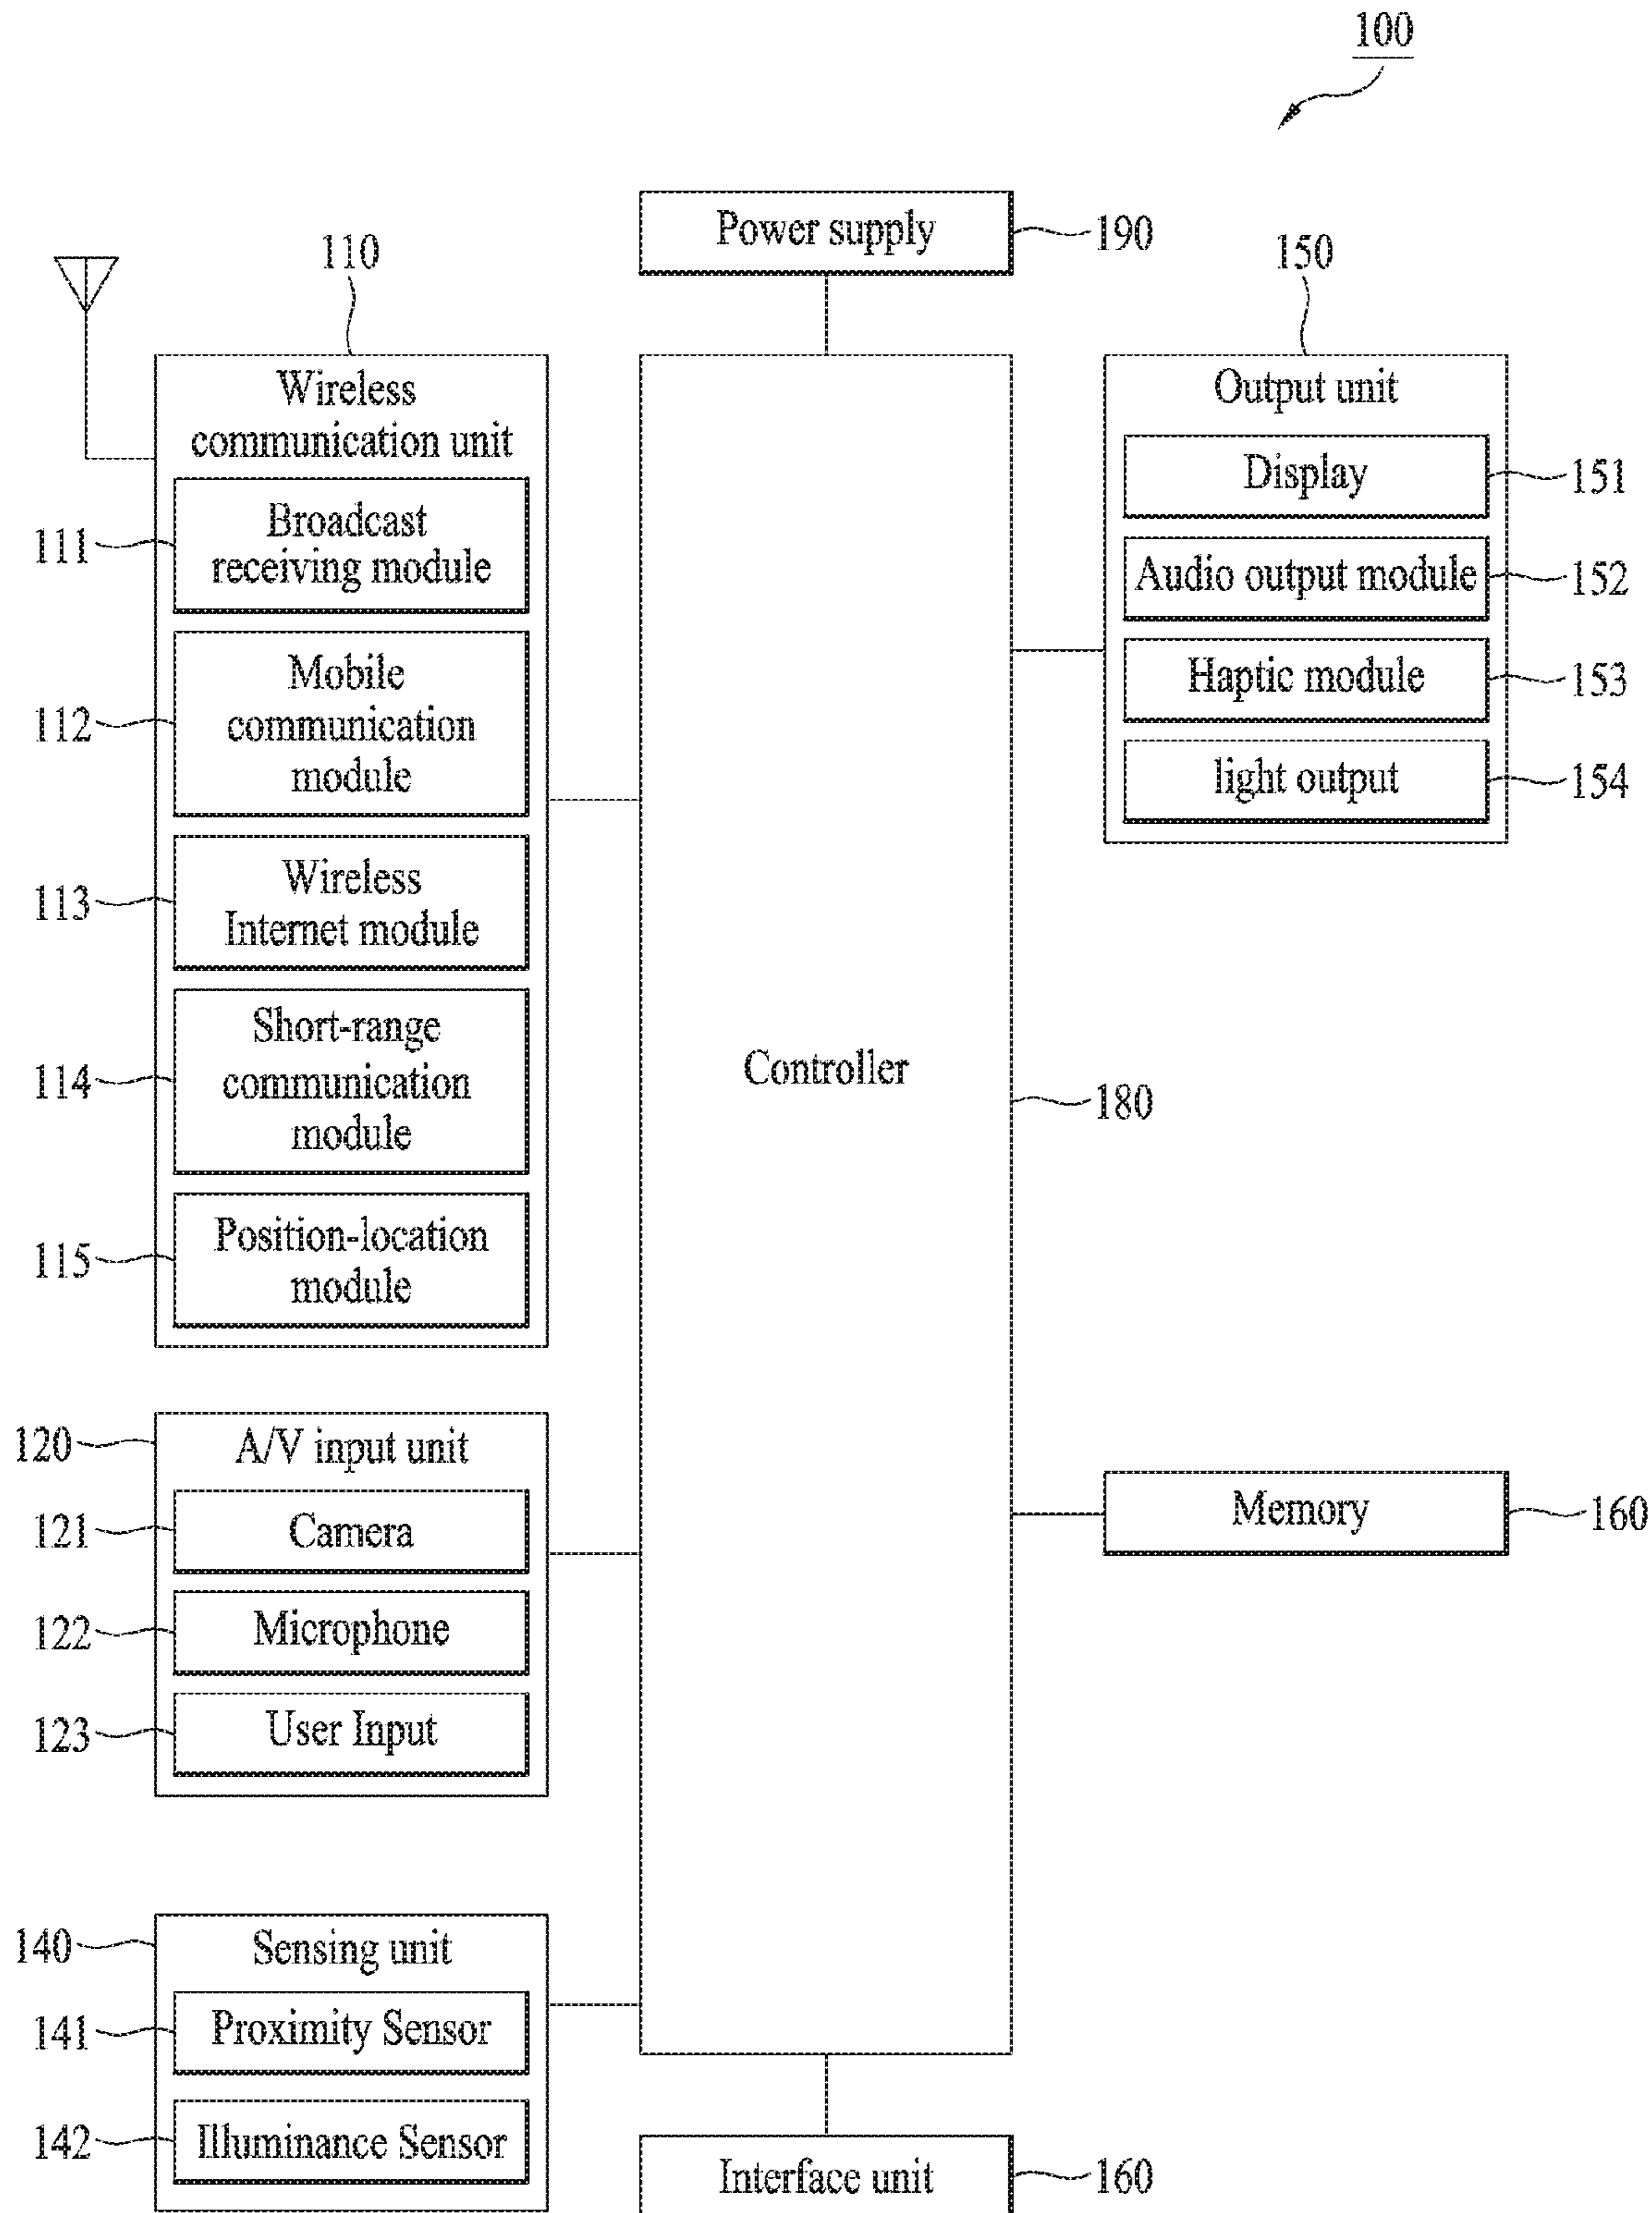 100
Power supply
190
110
Wireless
communication unit
111
Broadcast
receiving module
112
Mobile
communication
module
113
Wireless
Internet module
114
Short-range
communication
module
115
Position-location
module
120
A/V input unit
121
Camera
122
Microphone
123
User Input
140
Sensing unit
141
Proximity Sensor
142
Illuminance Sensor
Controller
180
150
Output unit
Display
151
Audio output module
152
Haptic module
153
light output
154
Memory
160
Interface unit
160